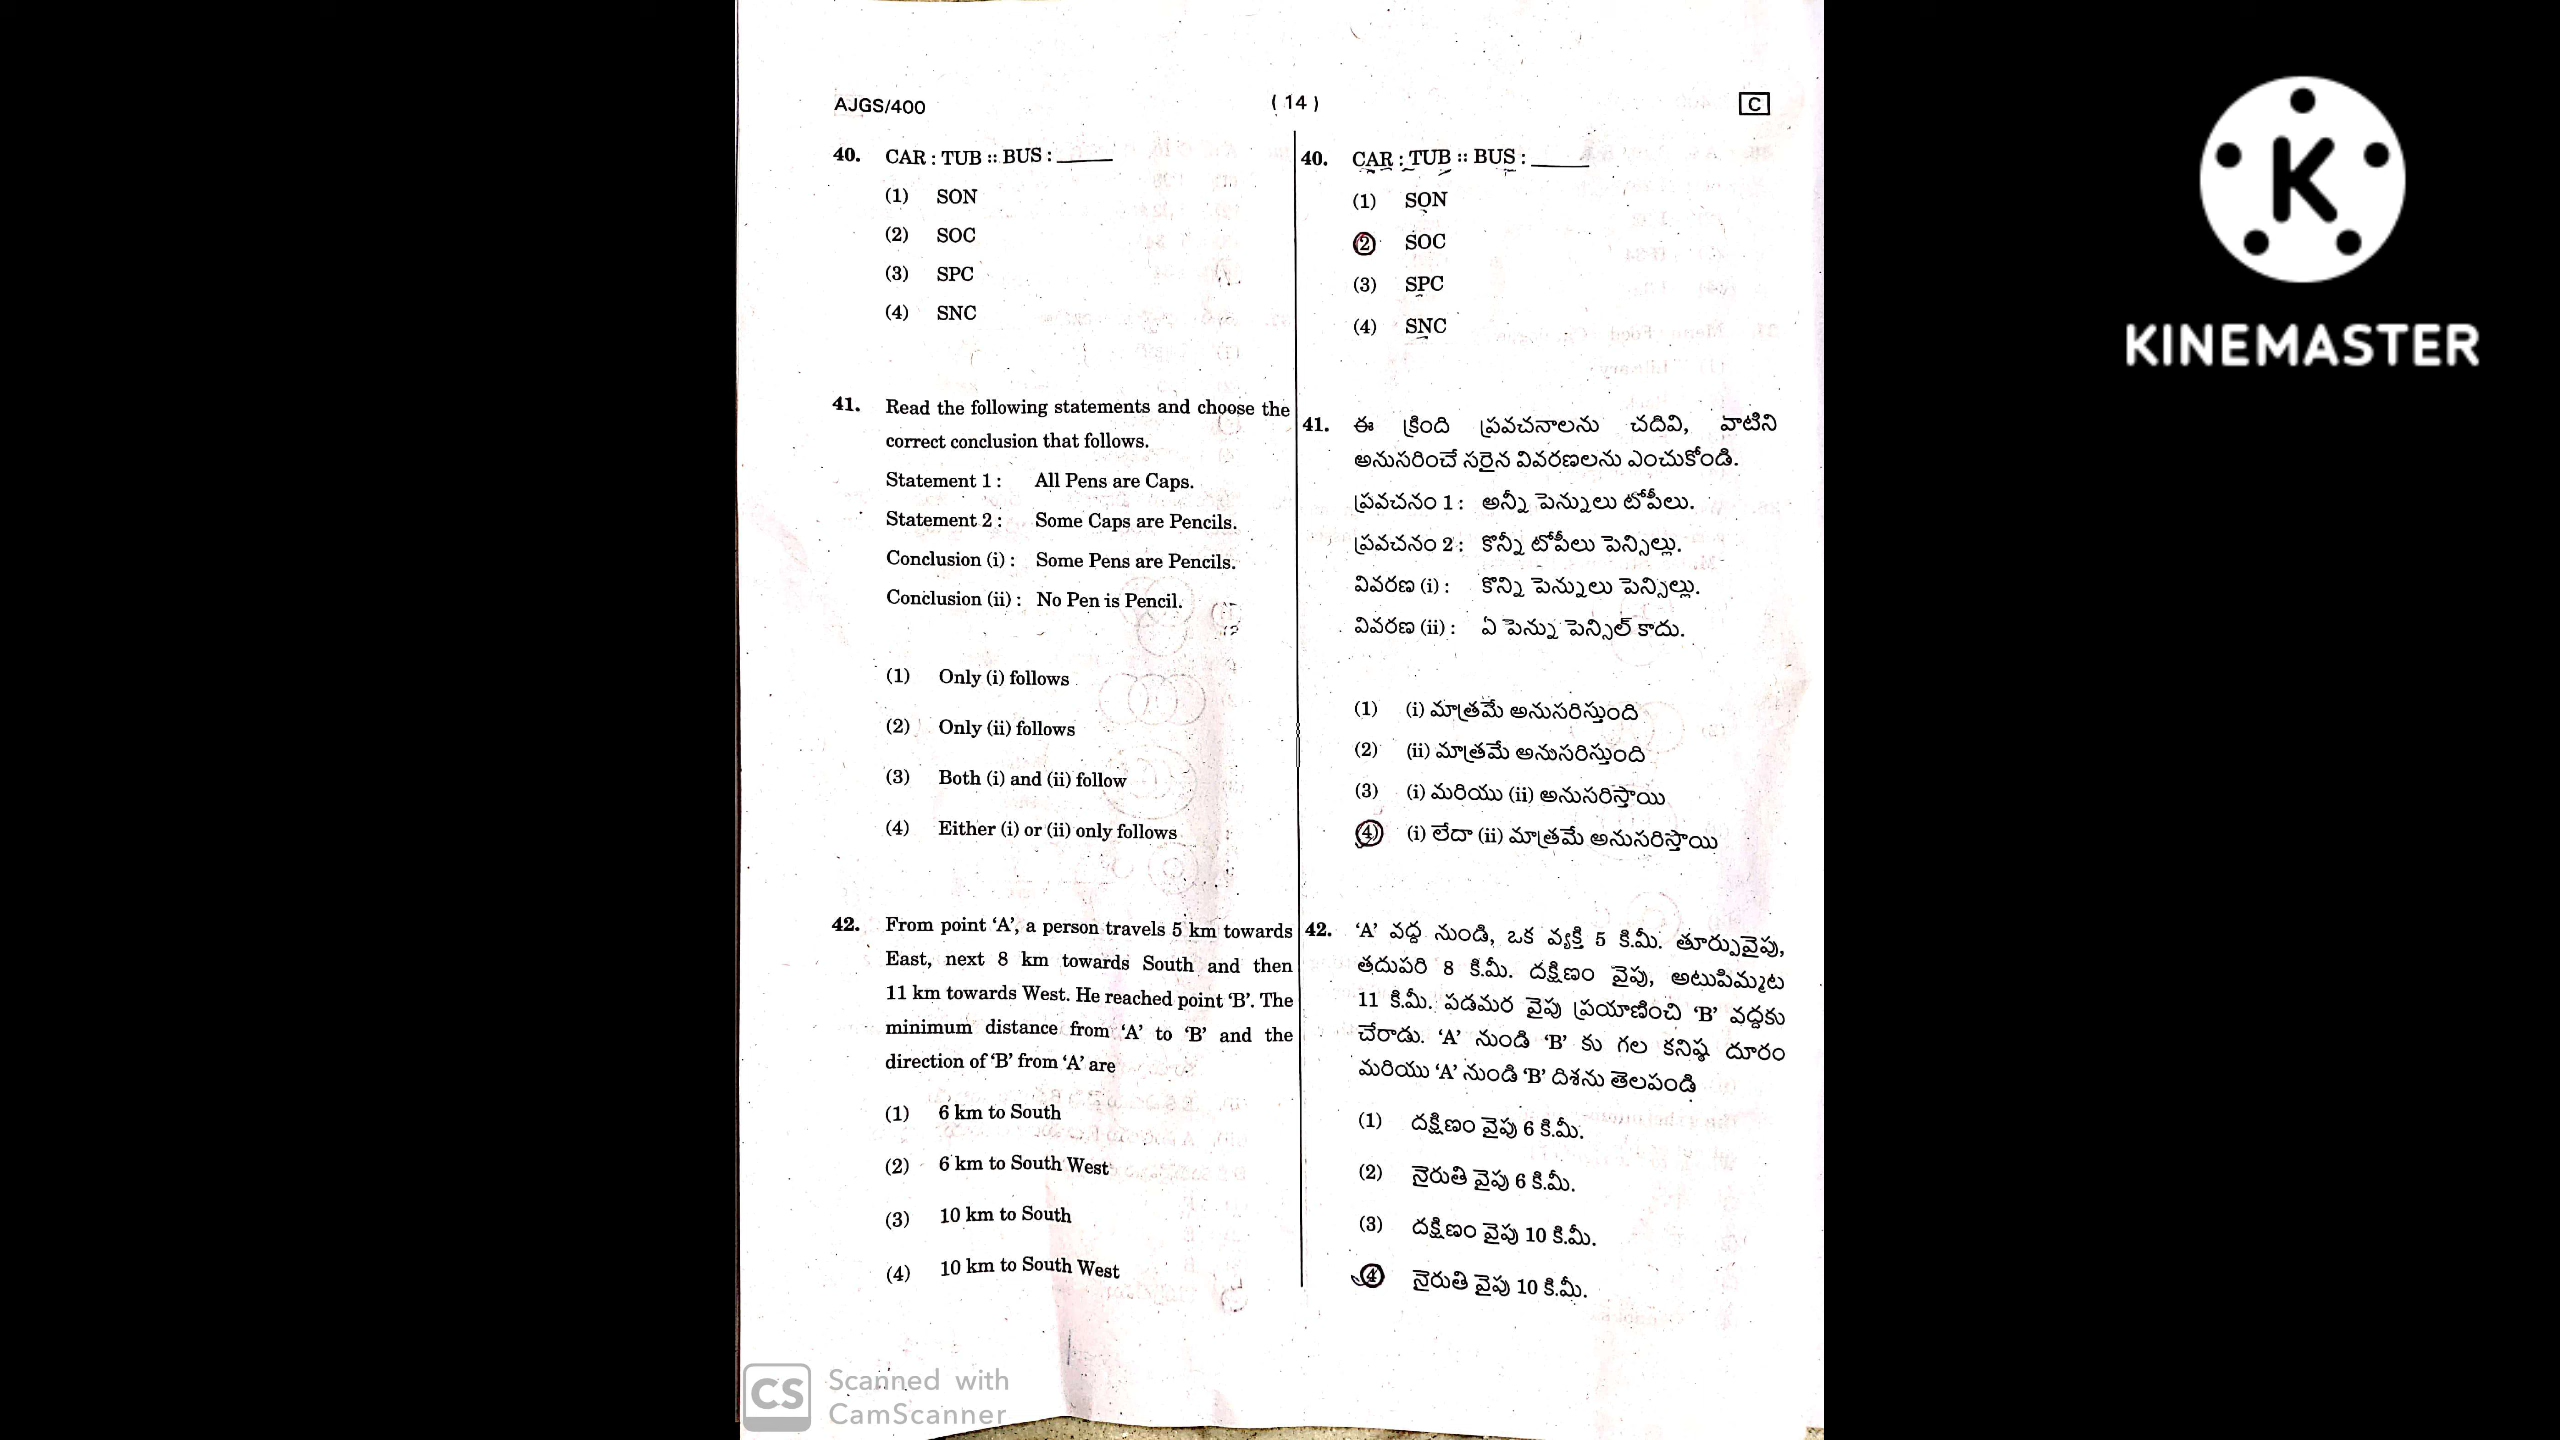 AJGS/400
( 14 )
C
40. CAR : TUB :: BUS : ______
(1) SON
(2) SOC
(3) SPC
(4) SNC
41. Read the following statements and choose the
correct conclusion that follows.
Statement 1 : All Pens are Caps.
Statement 2 : Some Caps are Pencils.
Conclusion (i) : Some Pens are Pencils.
Conclusion (ii) : No Pen is Pencil.
(1) Only (i) follows
(2) Only (ii) follows
(3) Both (i) and (ii) follow
(4) Either (i) or (ii) only follows
42. From point ‘A’, a person travels 5 km towards
East, next 8 km towards South and then
11 km towards West. He reached point ‘B’. The
minimum distance from ‘A’ to ‘B’ and the
direction of ‘B’ from ‘A’ are
(1) 6 km to South
(2) 6 km to South West
(3) 10 km to South
(4) 10 km to South West
40. CAR : TUB :: BUS : ______
(1) SON
(2) SOC
(3) SPC
(4) SNC
41. ఈ క్రింది ప్రవచనాలను చదివి, వాటిని
అనుసరించే సరైన వివరణలను ఎంచుకోండి.
ప్రవచనం 1 : అన్నీ పెన్నులు టోపీలు.
ప్రవచనం 2 : కొన్నీ టోపీలు పెన్సిల్లు.
వివరణ (i) : కొన్ని పెన్నులు పెన్సిల్లు.
వివరణ (ii) : ఏ పెన్ను పెన్సిల్ కాదు.
(1) (i) మాత్రమే అనుసరిస్తుంది
(2) (ii) మాత్రమే అనుసరిస్తుంది
(3) (i) మరియు (ii) అనుసరిస్తాయి
(4) (i) లేదా (ii) మాత్రమే అనుసరిస్తాయి
42. ‘A’ వద్ద నుండి, ఒక వ్యక్తి 5 కి.మీ. తూర్పువైపు,
తదుపరి 8 కి.మీ. దక్షిణం వైపు, అటుపిమ్మట
11 కి.మీ. పడమర వైపు ప్రయాణించి ‘B’ వద్దకు
చేరాడు. ‘A’ నుండి ‘B’ కు గల కనిష్ఠ దూరం
మరియు ‘A’ నుండి ‘B’ దిశను తెలపండి
(1) దక్షిణం వైపు 6 కి.మీ.
(2) నైరుతి వైపు 6 కి.మీ.
(3) దక్షిణం వైపు 10 కి.మీ.
(4) నైరుతి వైపు 10 కి.మీ.
CS Scanned with
CamScanner
K
KINEMASTER